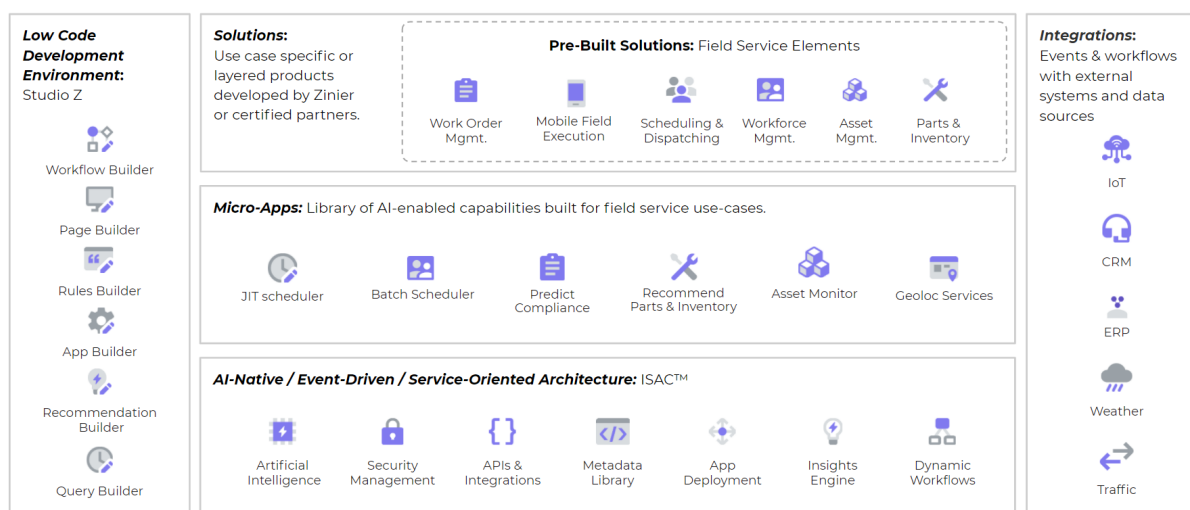 Low Code
Development
Environment:
Studio Z
Workflow Builder
Page Builder
Rules Builder
App Builder
Recommendation
Builder
Query Builder
Solutions:
Use case specific or
layered products
developed by Zinier
or certified partners.
Pre-Built Solutions: Field Service Elements
Work Order
Mgmt.
Mobile Field
Execution
Scheduling &
Dispatching
Workforce
Mgmt.
Asset
Mgmt.
Parts &
Inventory
Micro-Apps: Library of AI-enabled capabilities built for field service use-cases.
JIT scheduler
Batch Scheduler
Predict
Compliance
Recommend
Parts & Inventory
Asset Monitor
Geoloc Services
AI-Native / Event-Driven / Service-Oriented Architecture: ISAC™
Artificial
Intelligence
Security
Management
APIs &
Integrations
Metadata
Library
App
Deployment
Insights
Engine
Dynamic
Workflows
Integrations:
Events & workflows
with external
systems and data
sources
IoT
CRM
ERP
Weather
Traffic